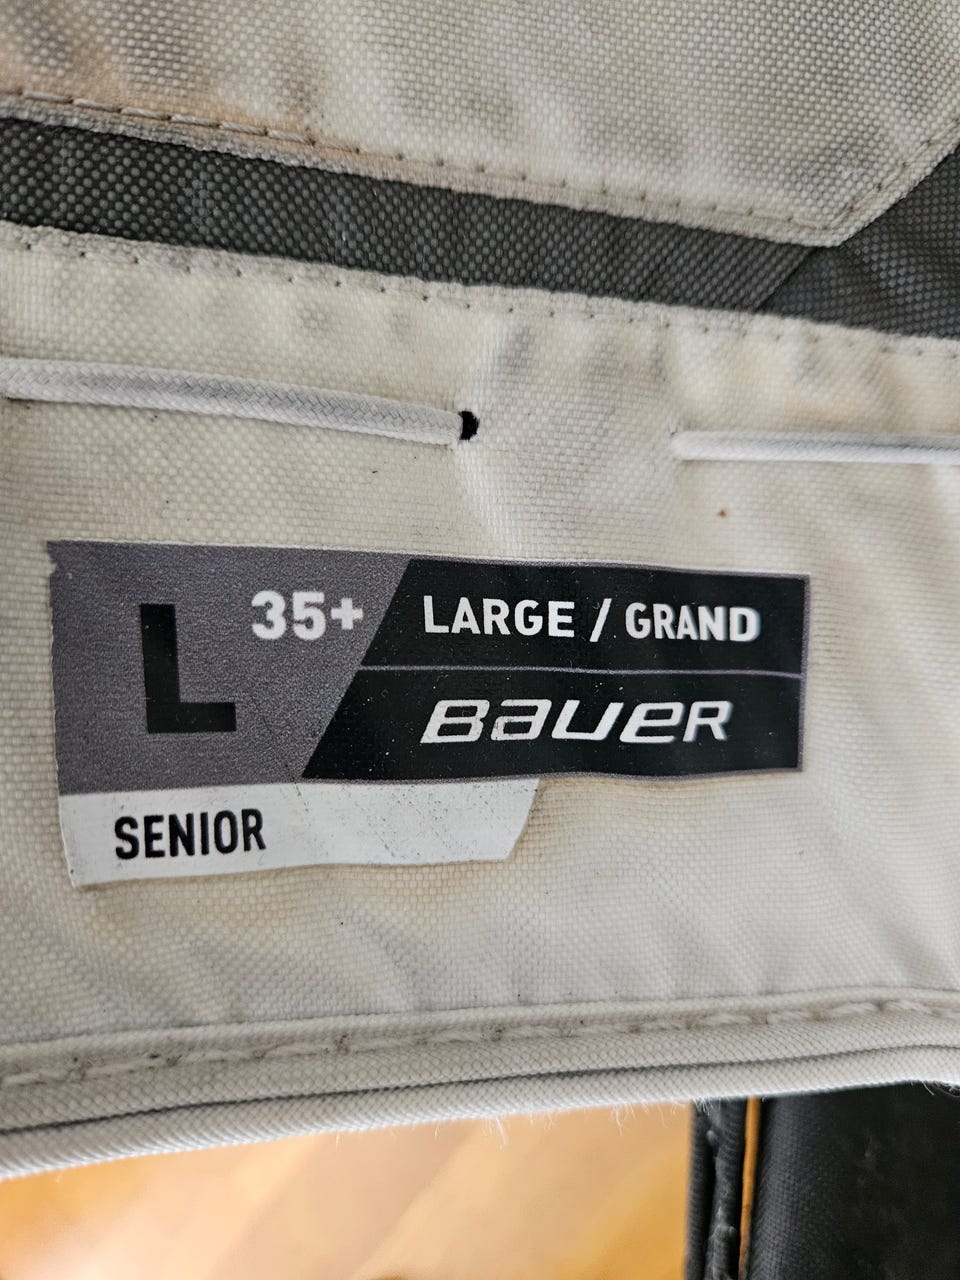 L 35+
LARGE / GRAND
BAUER
SENIOR